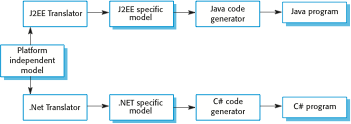 J2EE Translator
J2EE specific
model
Java code
generator
Java program
Platform
independent
model
.Net Translator
.NET specific
model
C# code
generator
C# program